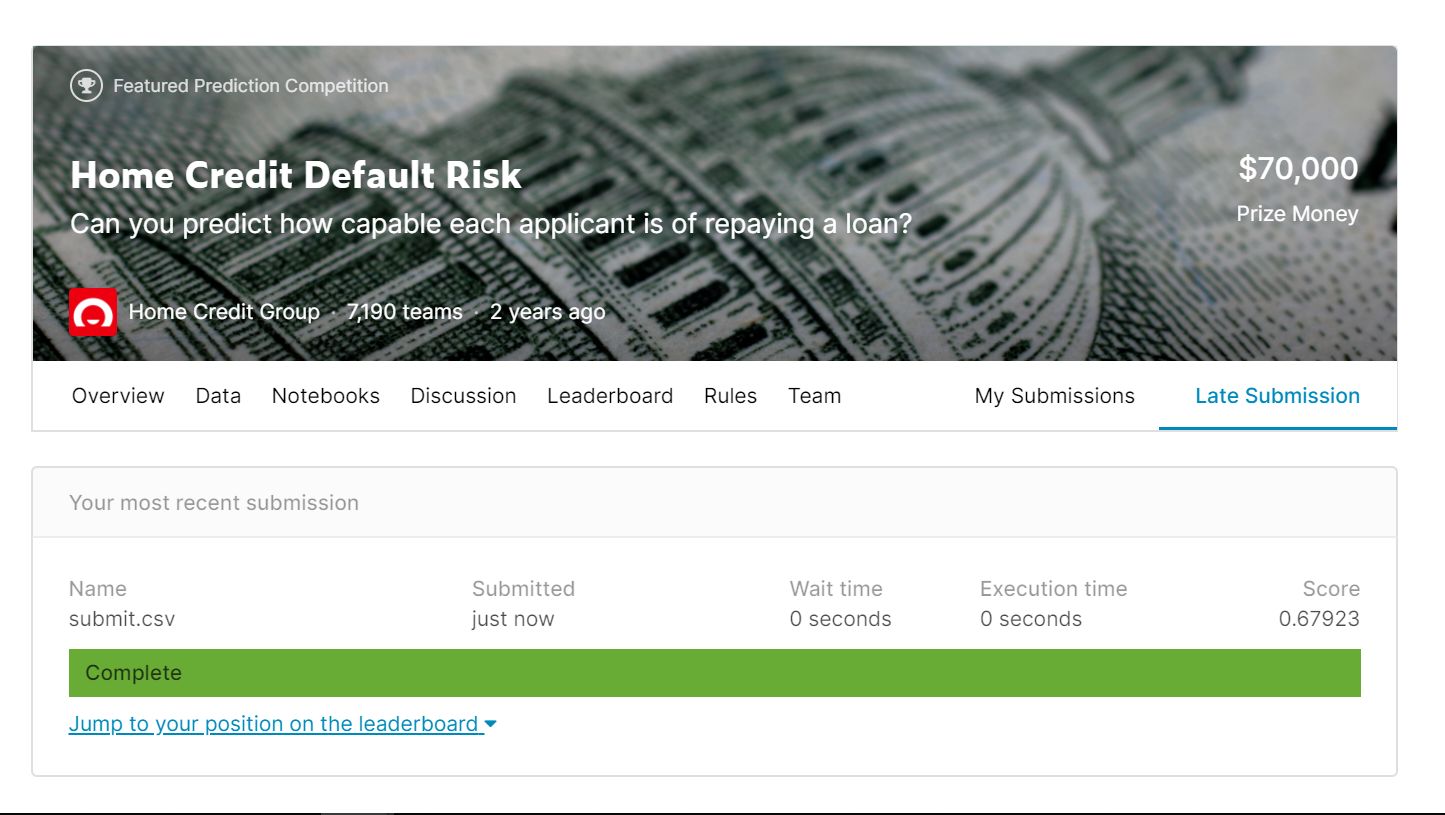 Featured Prediction Competition
Home Credit Default Risk
Can you predict how capable each applicant is of repaying a loan?
$70,000
Prize Money
Home Credit Group · 7,190 teams · 2 years ago
Overview Data Notebooks Discussion Leaderboard Rules Team My Submissions Late Submission
Your most recent submission
Name Submitted Wait time Execution time Score
submit.csv just now 0 seconds 0 seconds 0.67923
Complete
Jump to your position on the leaderboard